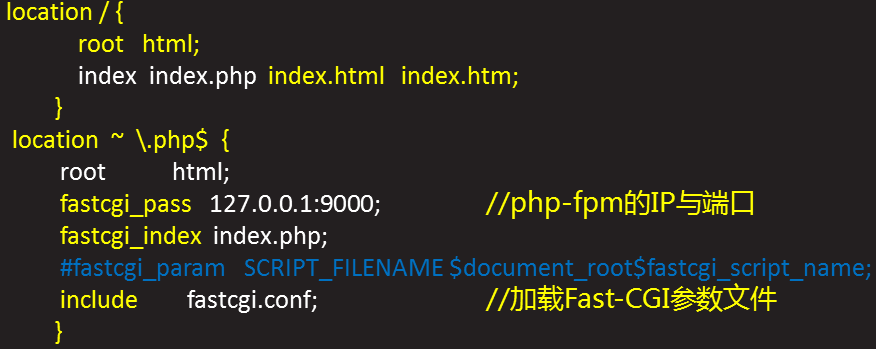 location / {
root html;
index index.php index.html index.htm;
}
location ~ \.php$ {
root html;
fastcgi_pass 127.0.0.1:9000; //php-fpm的IP与端口
fastcgi_index index.php;
#fastcgi_param SCRIPT_FILENAME $document_root$fastcgi_script_name;
include fastcgi.conf; //加载Fast-CGI参数文件
}